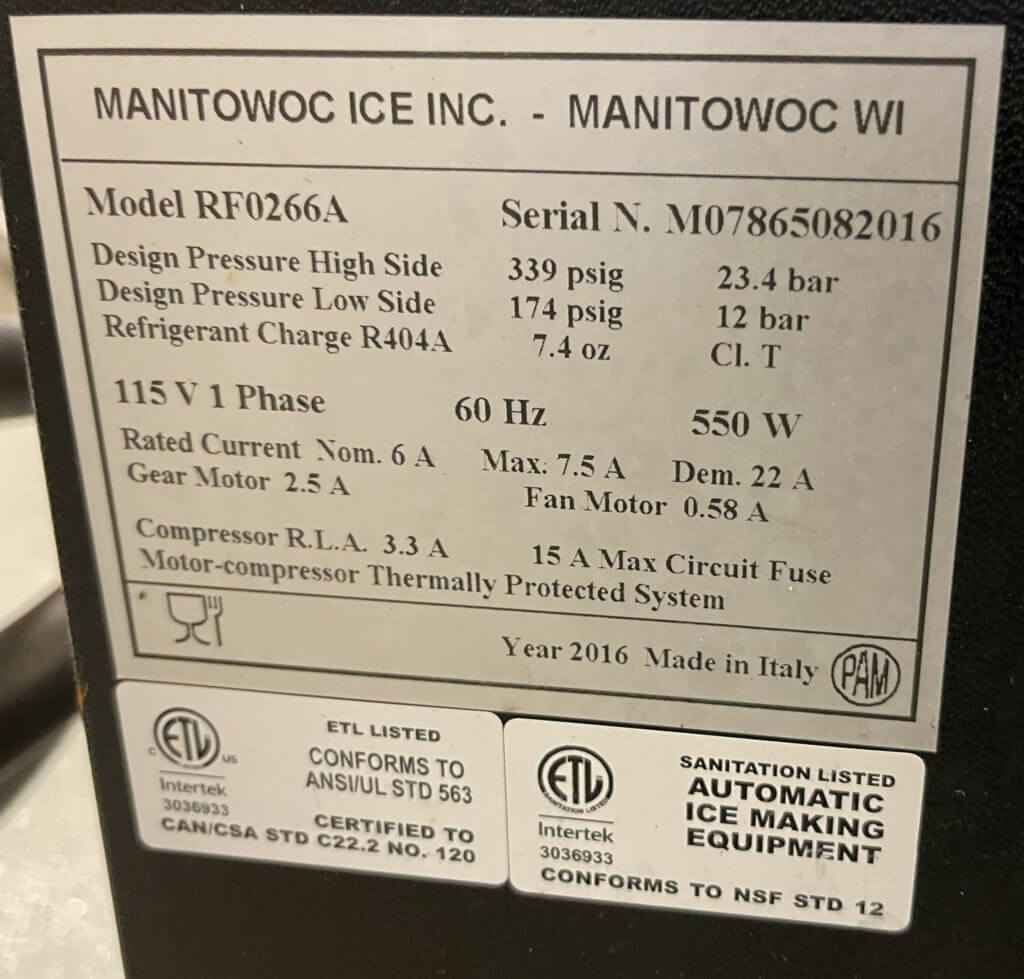 MANITOWOC ICE INC. - MANITOWOC WI
Model RF0266A Serial N. M07865082016
Design Pressure High Side 339 psig 23.4 bar
Design Pressure Low Side 174 psig 12 bar
Refrigerant Charge R404A 7.4 oz Cl. T
115 V 1 Phase 60 Hz 550 W
Rated Current Nom. 6 A Max. 7.5 A Dem. 22 A
Gear Motor 2.5 A Fan Motor 0.58 A
Compressor R.L.A. 3.3 A 15 A Max Circuit Fuse
Motor-compressor Thermally Protected System
Year 2016 Made in Italy PAM
ETL LISTED
CONFORMS TO
ANSI/UL STD 563
C ETL US
Intertek
3036933
CERTIFIED TO
CAN/CSA STD C22.2 NO. 120
SANITATION LISTED
AUTOMATIC
ICE MAKING
EQUIPMENT
ETL
SANITATION LISTED
Intertek
3036933
CONFORMS TO NSF STD 12